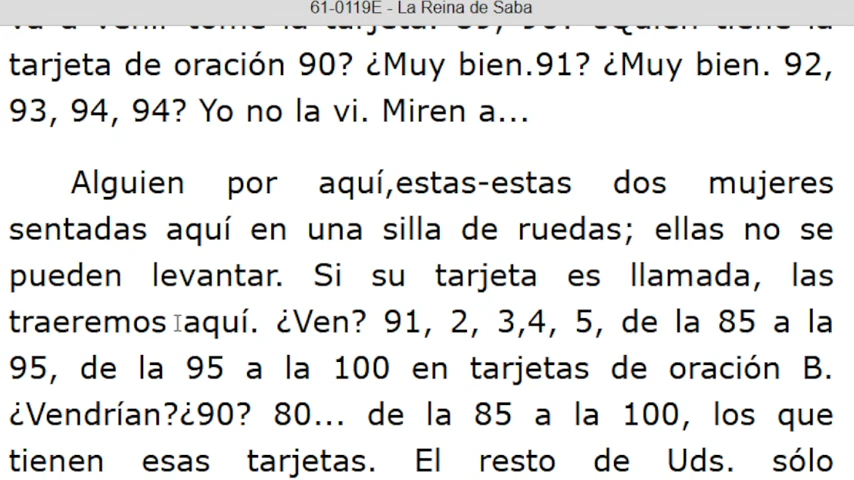 61-0119E - La Reina de Saba
tarjeta de oración 90? ¿Muy bien.91? ¿Muy bien. 92,
93, 94, 94? Yo no la vi. Miren a...
Alguien por aquí,estas-estas dos mujeres
sentadas aquí en una silla de ruedas; ellas no se
pueden levantar. Si su tarjeta es llamada, las
traeremos aquí. ¿Ven? 91, 2, 3,4, 5, de la 85 a la
95, de la 95 a la 100 en tarjetas de oración B.
¿Vendrían?¿90? 80... de la 85 a la 100, los que
tienen esas tarjetas. El resto de Uds. sólo